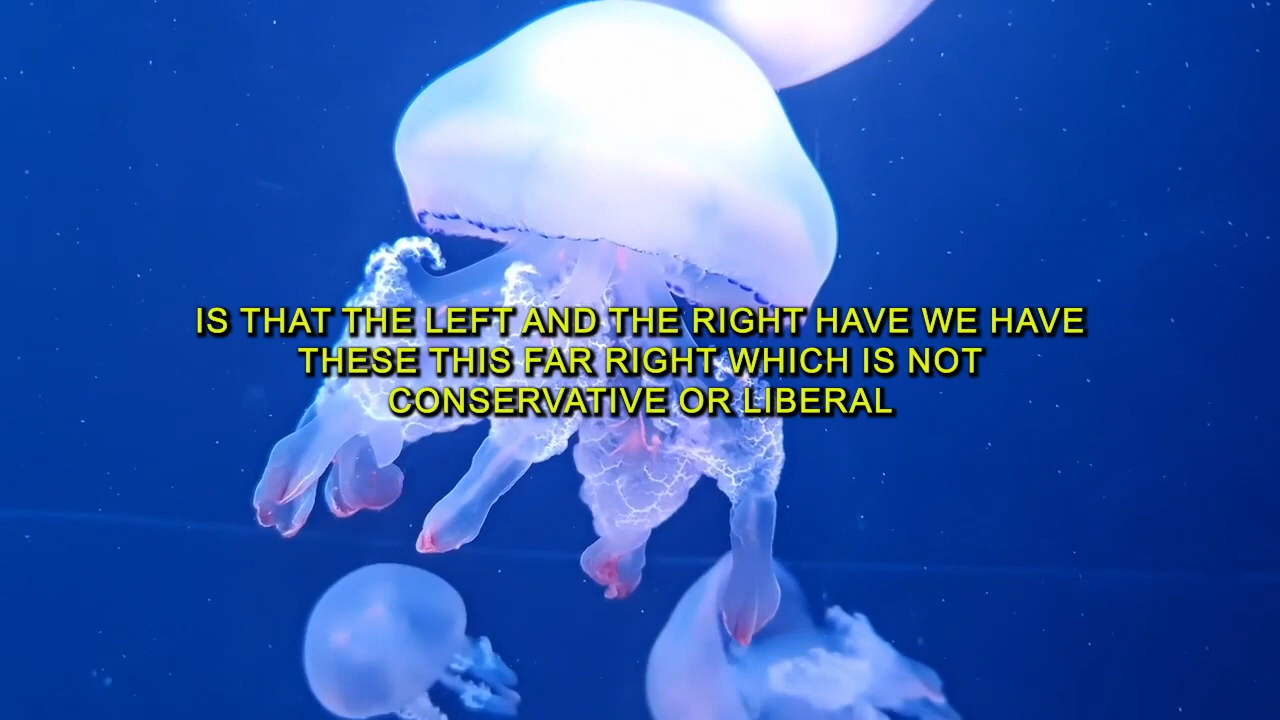 IS THAT THE LEFT AND THE RIGHT HAVE WE HAVE
THESE THIS FAR RIGHT WHICH IS NOT
CONSERVATIVE OR LIBERAL